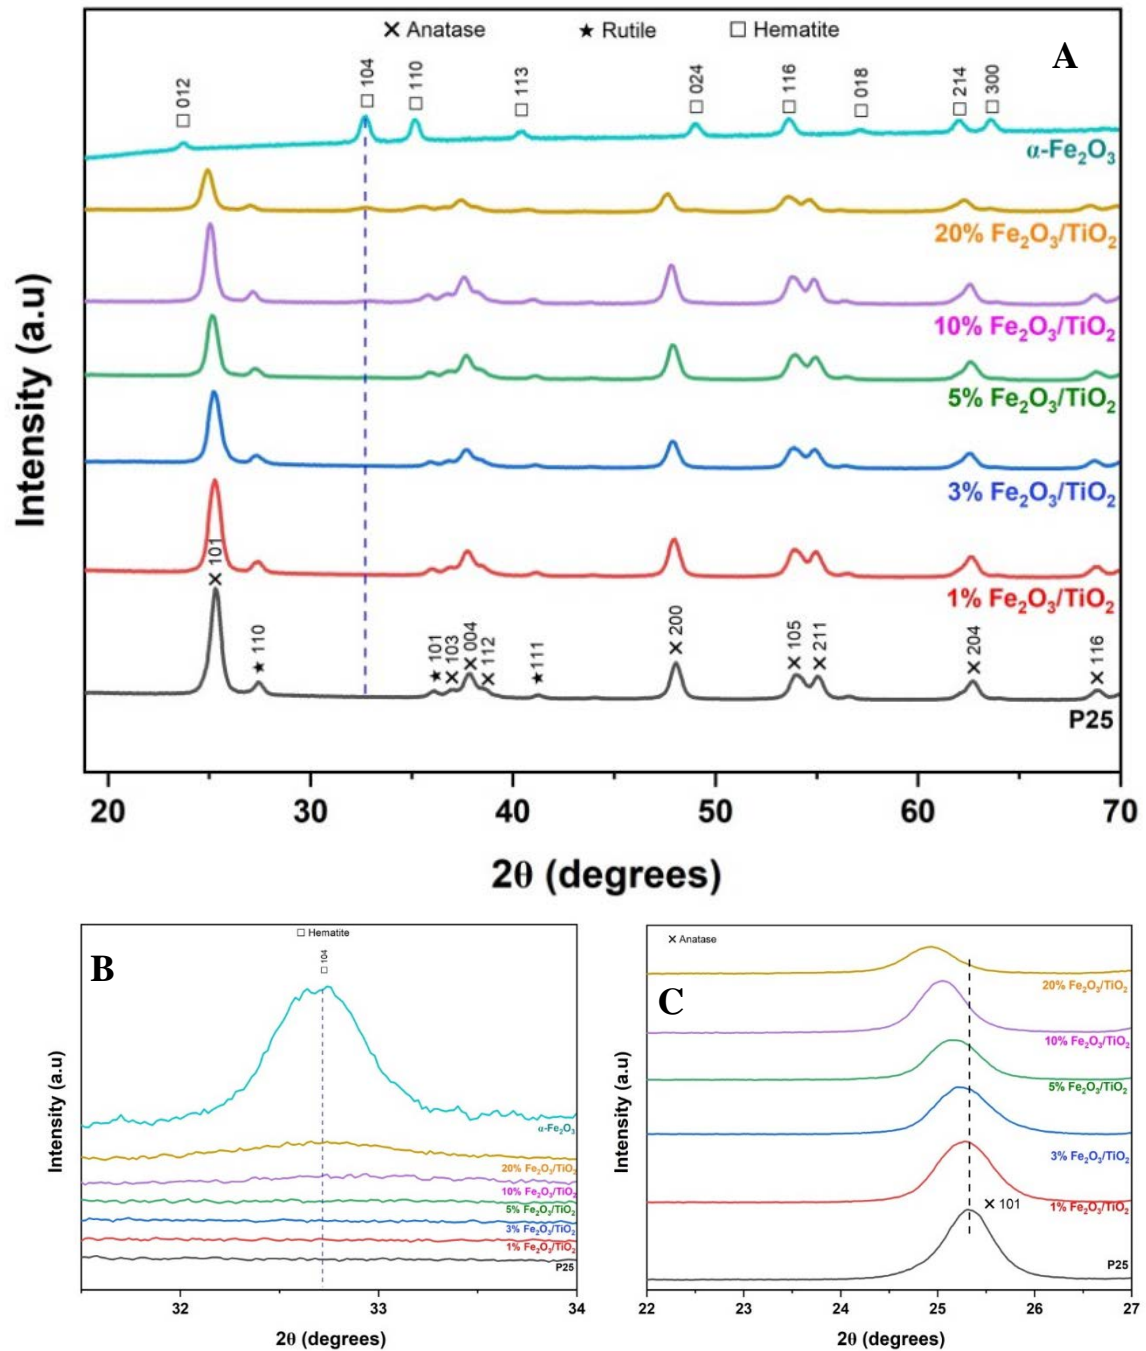 × Anatase ★ Rutile □ Hematite
A
□ 012
□ 104
□ 110
□ 113
□ 024
□ 116
□ 018
□ 214
□ 300
α-Fe₂O₃
20% Fe₂O₃/TiO₂
10% Fe₂O₃/TiO₂
5% Fe₂O₃/TiO₂
3% Fe₂O₃/TiO₂
1% Fe₂O₃/TiO₂
× 101
★ 110
★ 101
× 103
× 004
× 112
★ 111
× 200
× 105
× 211
× 204
× 116
P25
Intensity (a.u)
20 30 40 50 60 70
2θ (degrees)
□ Hematite
B
□ 104
α-Fe₂O₃
20% Fe₂O₃/TiO₂
10% Fe₂O₃/TiO₂
5% Fe₂O₃/TiO₂
3% Fe₂O₃/TiO₂
1% Fe₂O₃/TiO₂
P25
Intensity (a.u)
32 33 34
2θ (degrees)
× Anatase
C
20% Fe₂O₃/TiO₂
10% Fe₂O₃/TiO₂
5% Fe₂O₃/TiO₂
3% Fe₂O₃/TiO₂
× 101
1% Fe₂O₃/TiO₂
P25
Intensity (a.u)
22 23 24 25 26 27
2θ (degrees)